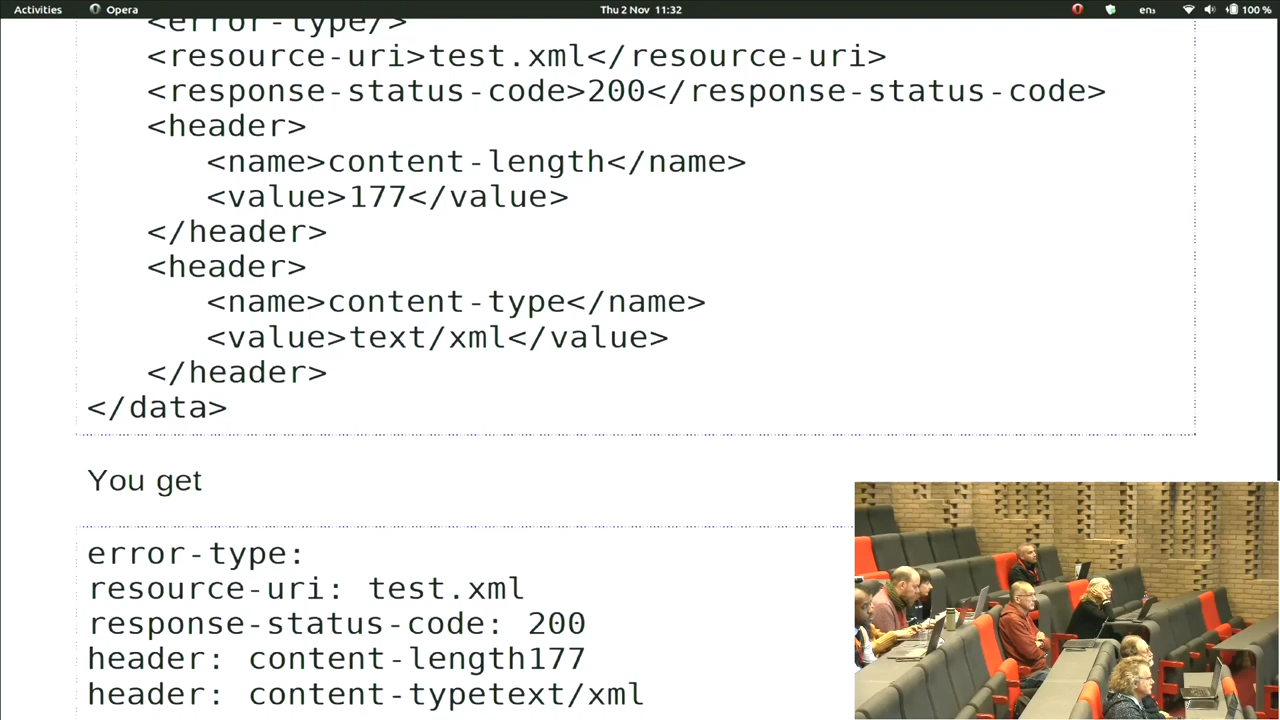 Activities Opera Thu 2 Nov 11:32 en₃ 100 %
<error-type/>
<resource-uri>test.xml</resource-uri>
<response-status-code>200</response-status-code>
<header>
<name>content-length</name>
<value>177</value>
</header>
<header>
<name>content-type</name>
<value>text/xml</value>
</header>
</data>
You get
error-type:
resource-uri: test.xml
response-status-code: 200
header: content-length177
header: content-typetext/xml